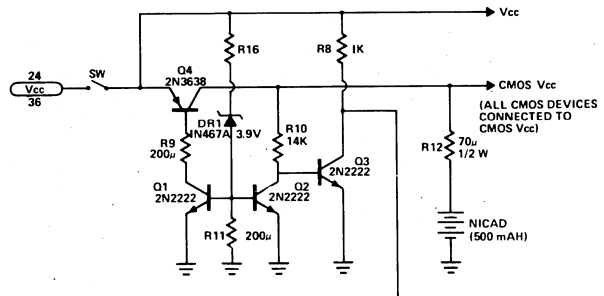 Vcc
R16
R8 1K
24
Vcc
36
SW
Q4
2N3638
CMOS Vcc
(ALL CMOS DEVICES
CONNECTED TO
CMOS Vcc)
DR1
IN467A 3.9V
R9
200μ
R10
14K
R12
70μ
1/2 W
Q3
2N2222
Q1
2N2222
Q2
2N2222
R11
200μ
NICAD
(500 mAH)